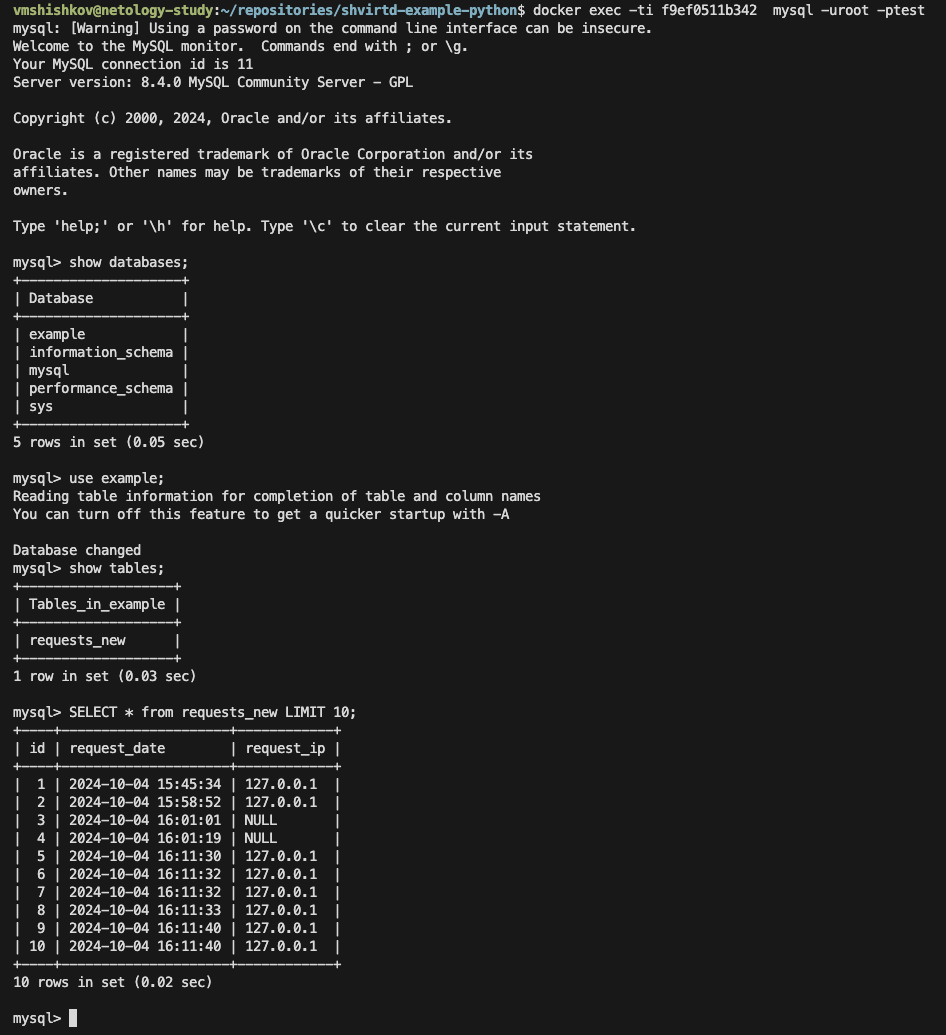 vmshishkov@netology-study:~/repositories/shvirtd-example-python$ docker exec -ti f9ef0511b342  mysql -uroot -ptest
mysql: [Warning] Using a password on the command line interface can be insecure.
Welcome to the MySQL monitor.  Commands end with ; or \g.
Your MySQL connection id is 11
Server version: 8.4.0 MySQL Community Server - GPL

Copyright (c) 2000, 2024, Oracle and/or its affiliates.

Oracle is a registered trademark of Oracle Corporation and/or its
affiliates. Other names may be trademarks of their respective
owners.

Type 'help;' or '\h' for help. Type '\c' to clear the current input statement.

mysql> show databases;
+--------------------+
| Database           |
+--------------------+
| example            |
| information_schema |
| mysql              |
| performance_schema |
| sys                |
+--------------------+
5 rows in set (0.05 sec)

mysql> use example;
Reading table information for completion of table and column names
You can turn off this feature to get a quicker startup with -A

Database changed
mysql> show tables;
+-------------------+
| Tables_in_example |
+-------------------+
| requests_new      |
+-------------------+
1 row in set (0.03 sec)

mysql> SELECT * from requests_new LIMIT 10;
+----+---------------------+------------+
| id | request_date        | request_ip |
+----+---------------------+------------+
|  1 | 2024-10-04 15:45:34 | 127.0.0.1  |
|  2 | 2024-10-04 15:58:52 | 127.0.0.1  |
|  3 | 2024-10-04 16:01:01 | NULL       |
|  4 | 2024-10-04 16:01:19 | NULL       |
|  5 | 2024-10-04 16:11:30 | 127.0.0.1  |
|  6 | 2024-10-04 16:11:32 | 127.0.0.1  |
|  7 | 2024-10-04 16:11:32 | 127.0.0.1  |
|  8 | 2024-10-04 16:11:33 | 127.0.0.1  |
|  9 | 2024-10-04 16:11:40 | 127.0.0.1  |
| 10 | 2024-10-04 16:11:40 | 127.0.0.1  |
+----+---------------------+------------+
10 rows in set (0.02 sec)

mysql>